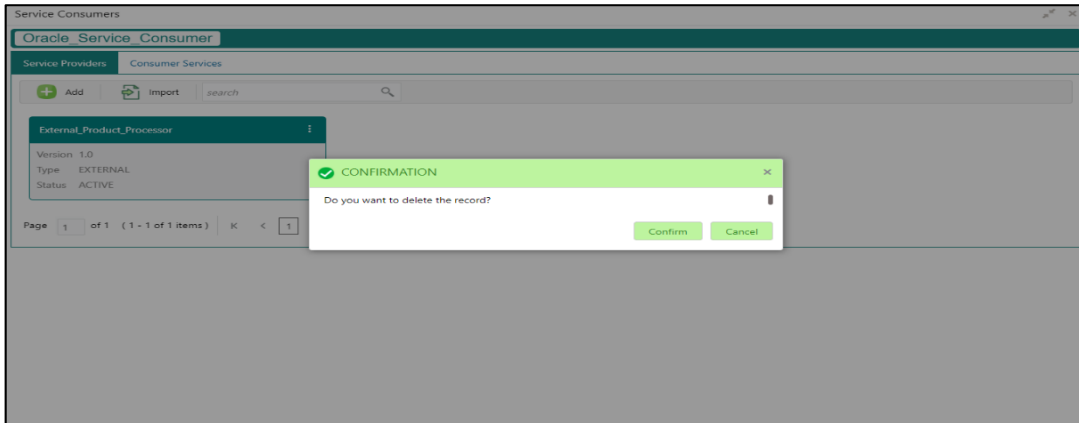 Service Consumers
Oracle_Service_Consumer
Service Providers Consumer Services
Add Import search
External_Product_Processor
Version 1.0
Type EXTERNAL
Status ACTIVE
CONFIRMATION
Do you want to delete the record?
Confirm Cancel
Page 1 of 1 (1 - 1 of 1 items) K < 1